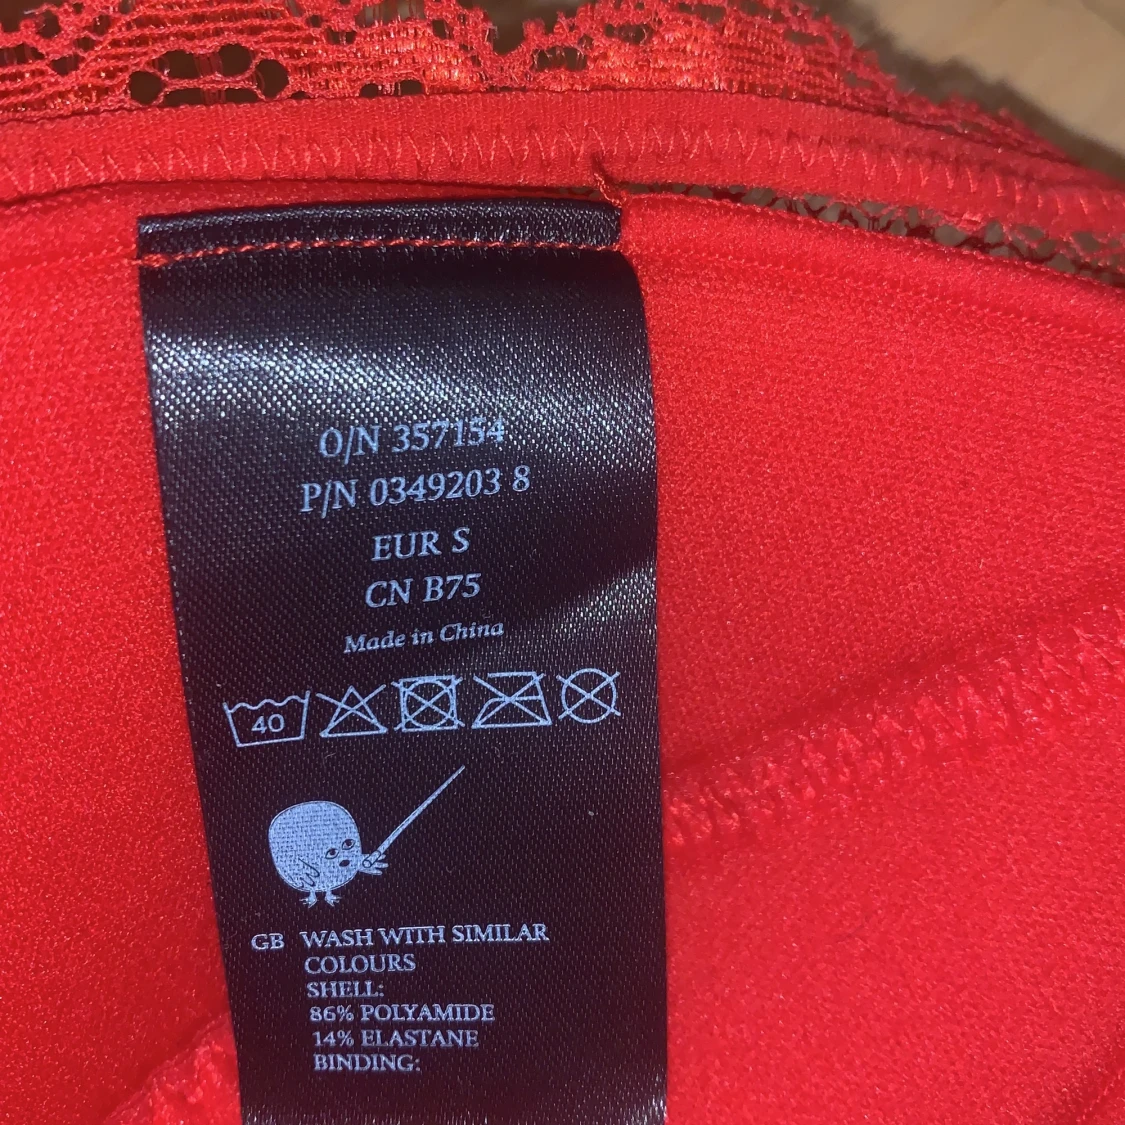 O/N 357154
P/N 0349203 8
EUR S
CN B75
Made in China
40
GB WASH WITH SIMILAR
COLOURS
SHELL:
86% POLYAMIDE
14% ELASTANE
BINDING: